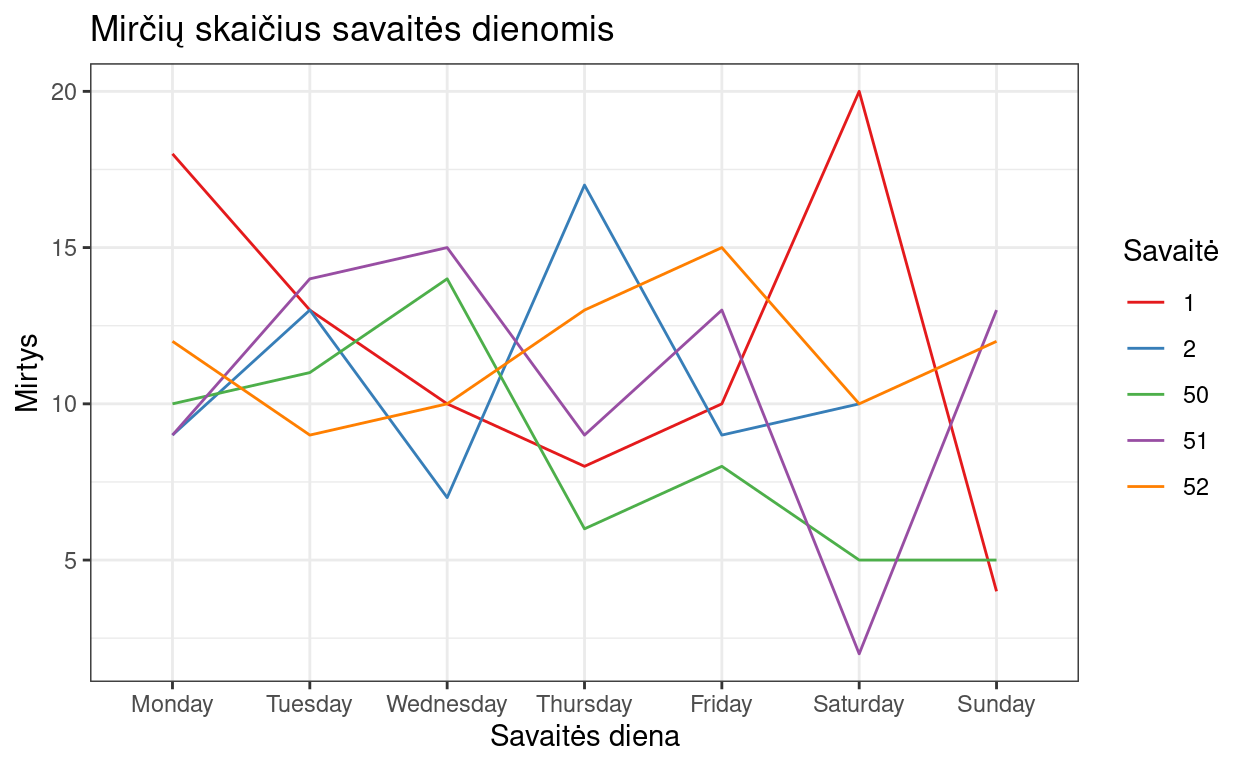 Mirčių skaičius savaitės dienomis
Mirtys
20
15
10
5
Monday Tuesday Wednesday Thursday Friday Saturday Sunday
Savaitės diena
Savaitė
1
2
50
51
52